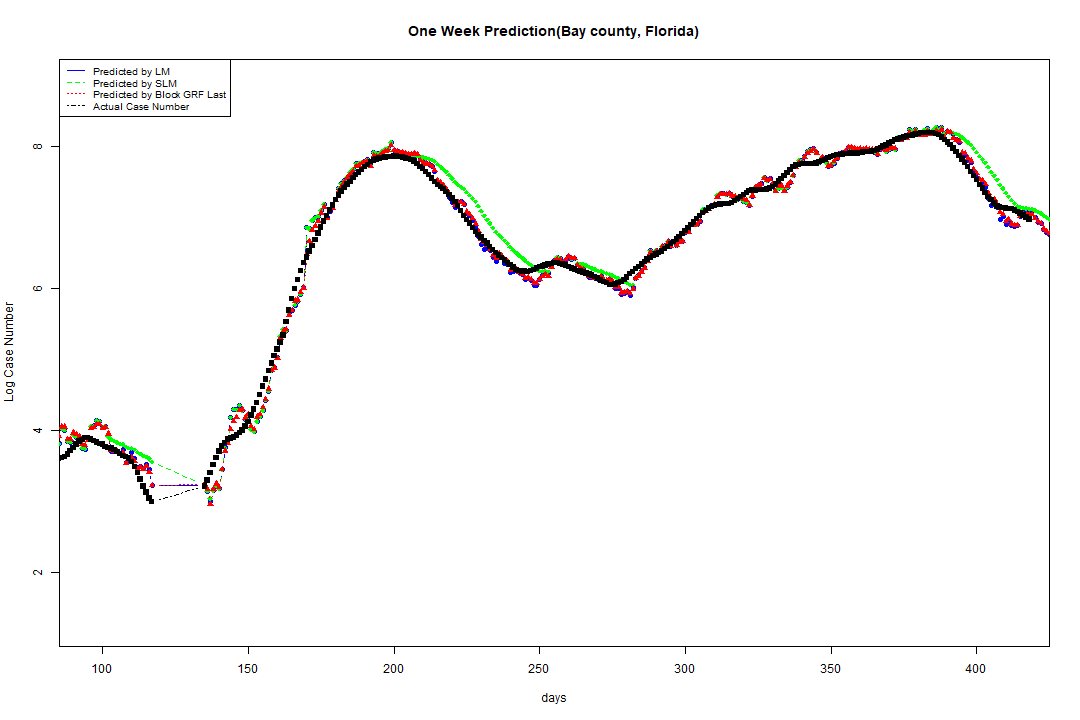 One Week Prediction(Bay county, Florida)
Predicted by LM
Predicted by SLM
Predicted by Block GRF Last
Actual Case Number
Log Case Number
8
6
4
2
100 150 200 250 300 350 400
days